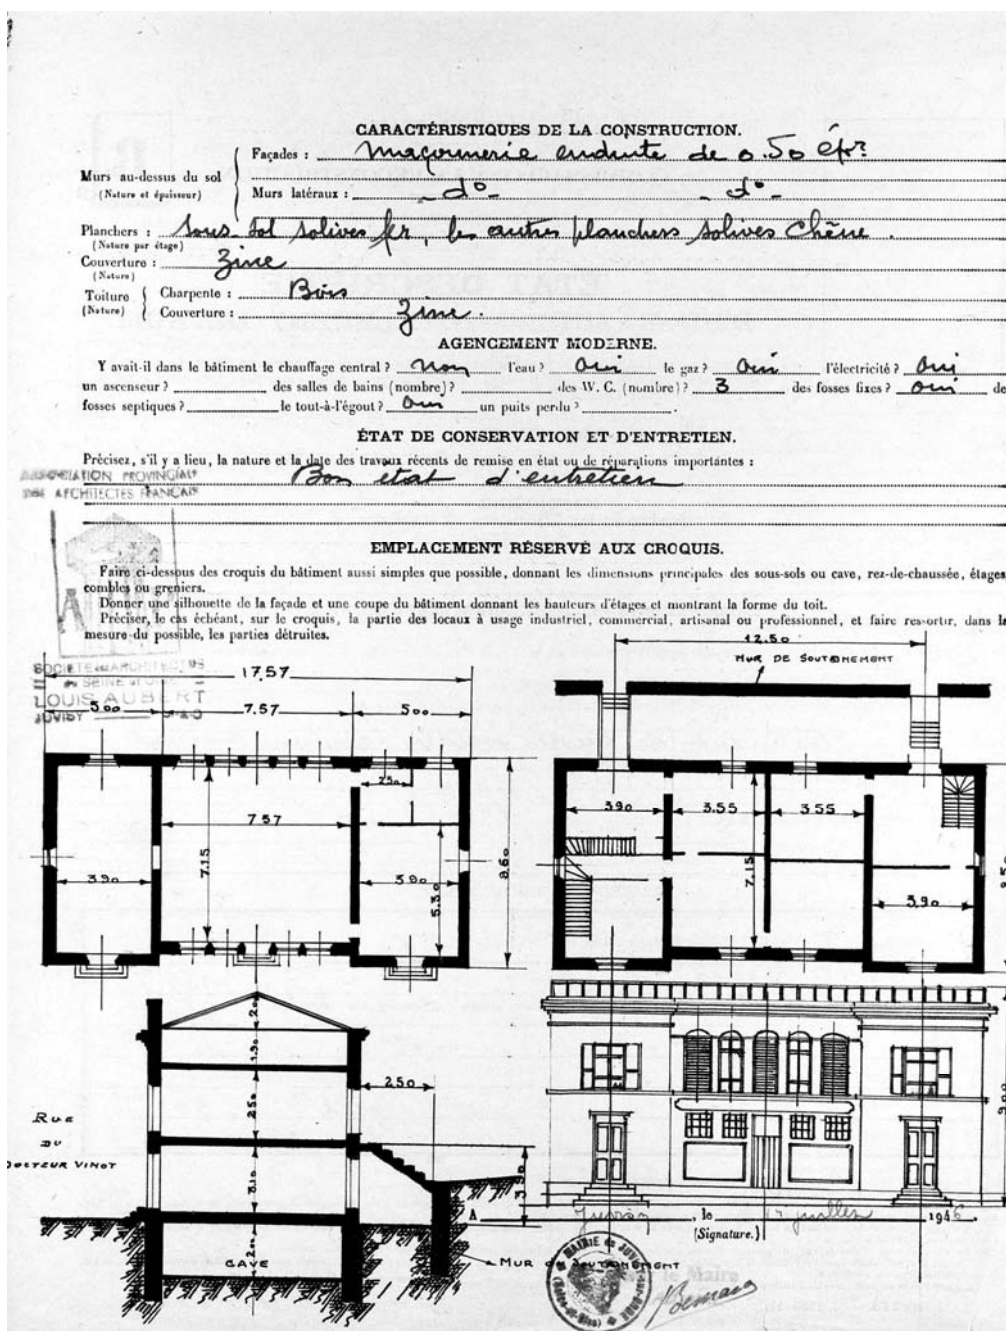 CARACTÉRISTIQUES DE LA CONSTRUCTION.
Murs au-dessus du sol
(Nature et épaisseur)
Façades : maçonnerie enduite de 0.50 épr
Murs latéraux : - do - - do -
Planchers : Sous-sol solives fer, les autres planchers solives Chêne.
(Nature par étage)
Couverture : Zinc
(Nature)
Toiture
(Nature)
Charpente : Bois
Couverture : Zinc.
AGENCEMENT MODERNE.
Y avait-il dans le bâtiment le chauffage central ? non l'eau ? Oui le gaz ? Oui l'électricité ? Oui
un ascenseur ? des salles de bains (nombre) ? des W. C. (nombre) ? 3 des fosses fixes ? oui de
fosses septiques ? le tout-à-l'égout ? Oui un puits perdu ?
ÉTAT DE CONSERVATION ET D'ENTRETIEN.
Précisez, s'il y a lieu, la nature et la date des travaux récents de remise en état ou de réparations importantes :
Bon état d'entretien
ASSOCIATION PROVINCIALE
DES ARCHITECTES FRANÇAIS
EMPLACEMENT RÉSERVÉ AUX CROQUIS.
Faire ci-dessous des croquis du bâtiment aussi simples que possible, donnant les dimensions principales des sous-sols ou cave, rez-de-chaussée, étages
combles ou greniers.
Donner une silhouette de la façade et une coupe du bâtiment donnant les hauteurs d'étages et montrant la forme du toit.
Préciser, le cas échéant, sur le croquis, la partie des locaux à usage industriel, commercial, artisanal ou professionnel, et faire ressortir, dans la
mesure du possible, les parties détruites.
SOCIETE ARCHITECTES
SEINE
LOUIS AUBERT
JUVISY
12.50
MUR DE SOUTÈNEMENT
17,57
5.00 7.57 5.00
2.50
7.57
7.15
3.90
3.90
5.30
8.60
3.90 3.55 3.55
7.15
3.90
2.50
2.50
3.10
CAVE
RUE
DU
DOCTEUR VINOT
MUR DE SOUTÈNEMENT
A Juvisy, le juillet 194
(Signature.)
MAIRIE de
le Maire